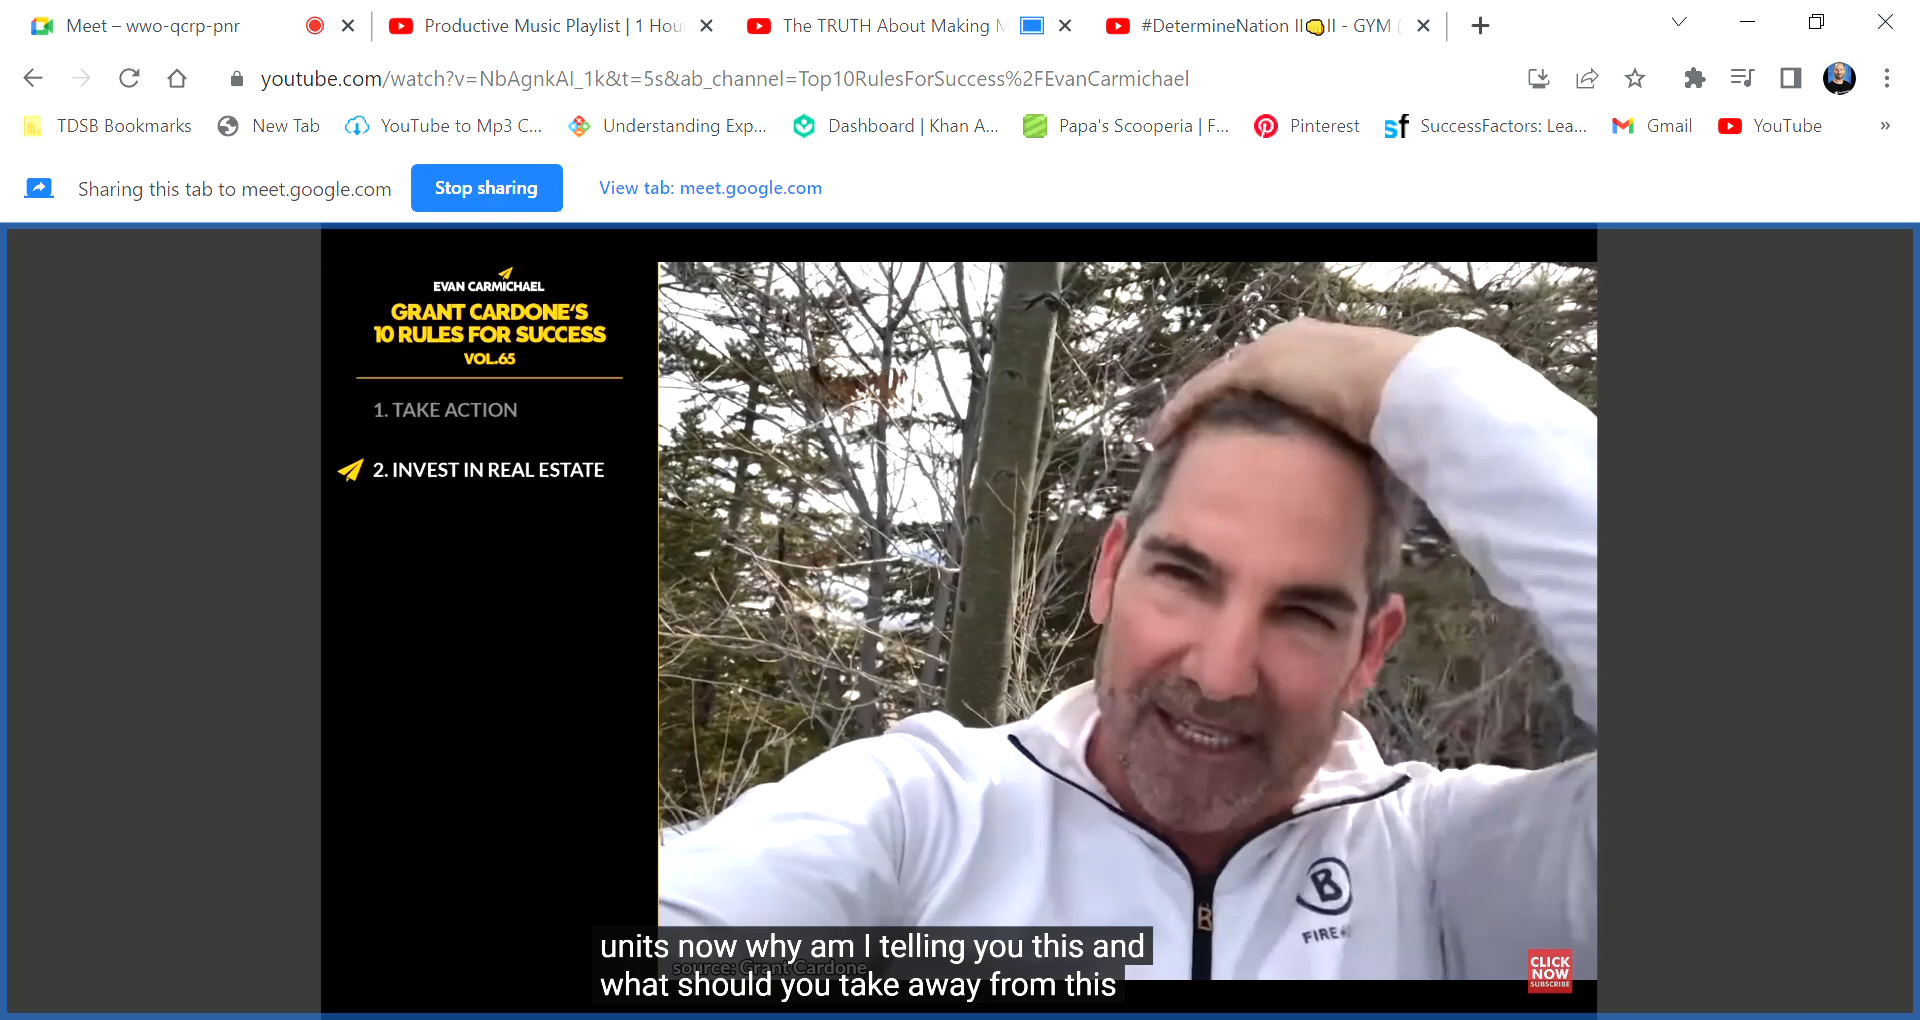 Meet – wwo-qcrp-pnr
Productive Music Playlist | 1 Hou
The TRUTH About Making M
#DetermineNation II👊II - GYM (
youtube.com/watch?v=NbAgnkAI_1k&t=5s&ab_channel=Top10RulesForSuccess%2FEvanCarmichael
TDSB Bookmarks
New Tab
YouTube to Mp3 C...
Understanding Exp...
Dashboard | Khan A...
Papa's Scooperia | F...
Pinterest
SuccessFactors: Lea...
Gmail
YouTube
»
Sharing this tab to meet.google.com
Stop sharing
View tab: meet.google.com
EVAN CARMICHAEL
GRANT CARDONE'S
10 RULES FOR SUCCESS
VOL.65
1. TAKE ACTION
2. INVEST IN REAL ESTATE
B
B
FIRE
units now why am I telling you this and
source: Grant Cardone
what should you take away from this
CLICK
NOW
SUBSCRIBE